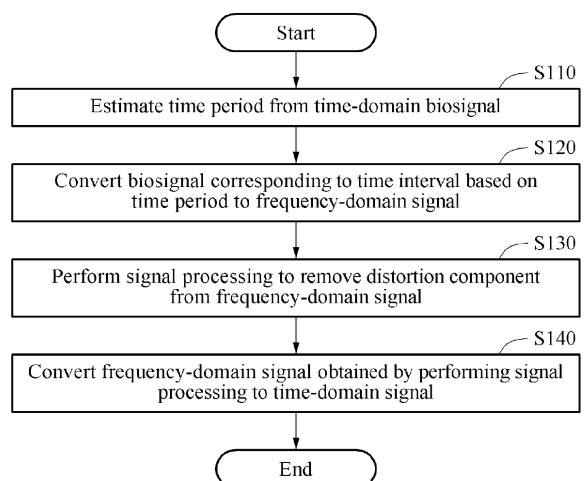 Start
S110
Estimate time period from time-domain biosignal
S120
Convert biosignal corresponding to time interval based on
time period to frequency-domain signal
S130
Perform signal processing to remove distortion component
from frequency-domain signal
S140
Convert frequency-domain signal obtained by performing signal
processing to time-domain signal
End